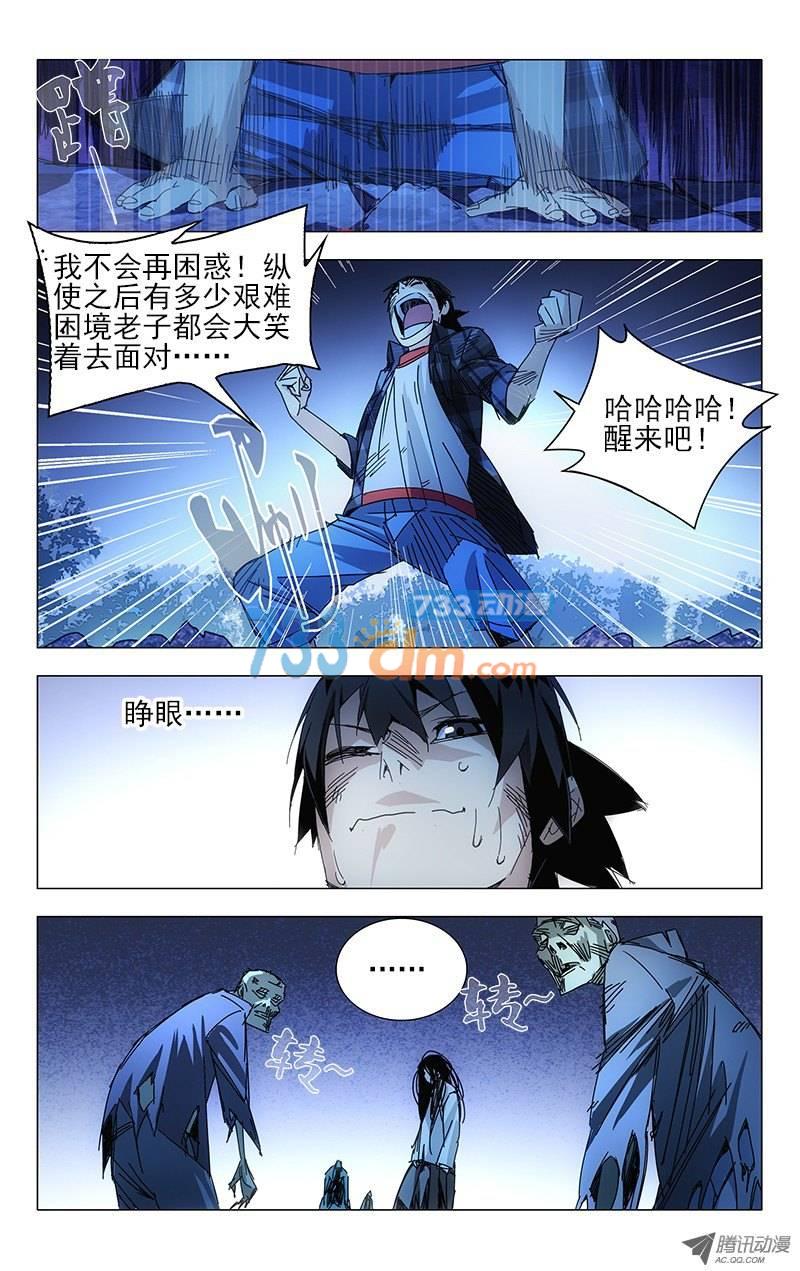 蹭
我不会再困惑！纵
使之后有多少艰难
困境老子都会大笑
着去面对……
哈哈哈哈！
醒来吧！
唰
733动漫
733dm.com
睁眼……
……
转~
转~
腾讯动漫
AC.QQ.COM